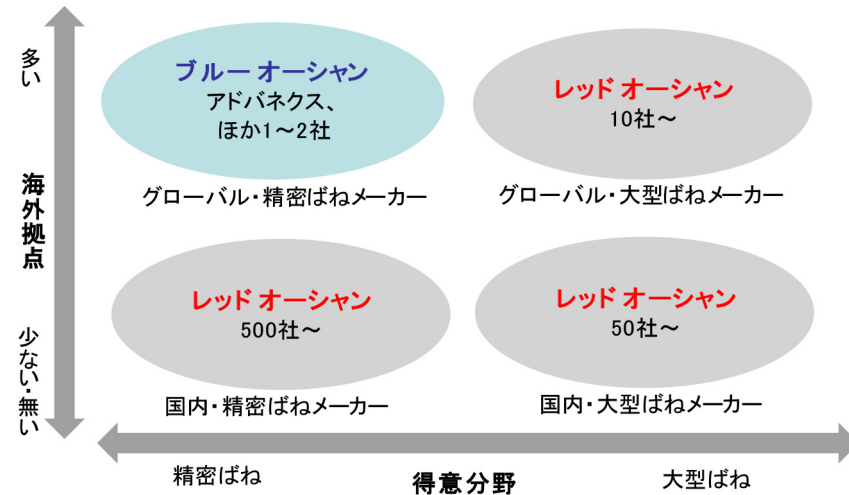 多い
海外拠点
少ない・無い
ブルー オーシャン
アドバネクス、
ほか1～2社
グローバル・精密ばねメーカー
レッド オーシャン
10社～
グローバル・大型ばねメーカー
レッド オーシャン
500社～
国内・精密ばねメーカー
レッド オーシャン
50社～
国内・大型ばねメーカー
精密ばね
得意分野
大型ばね